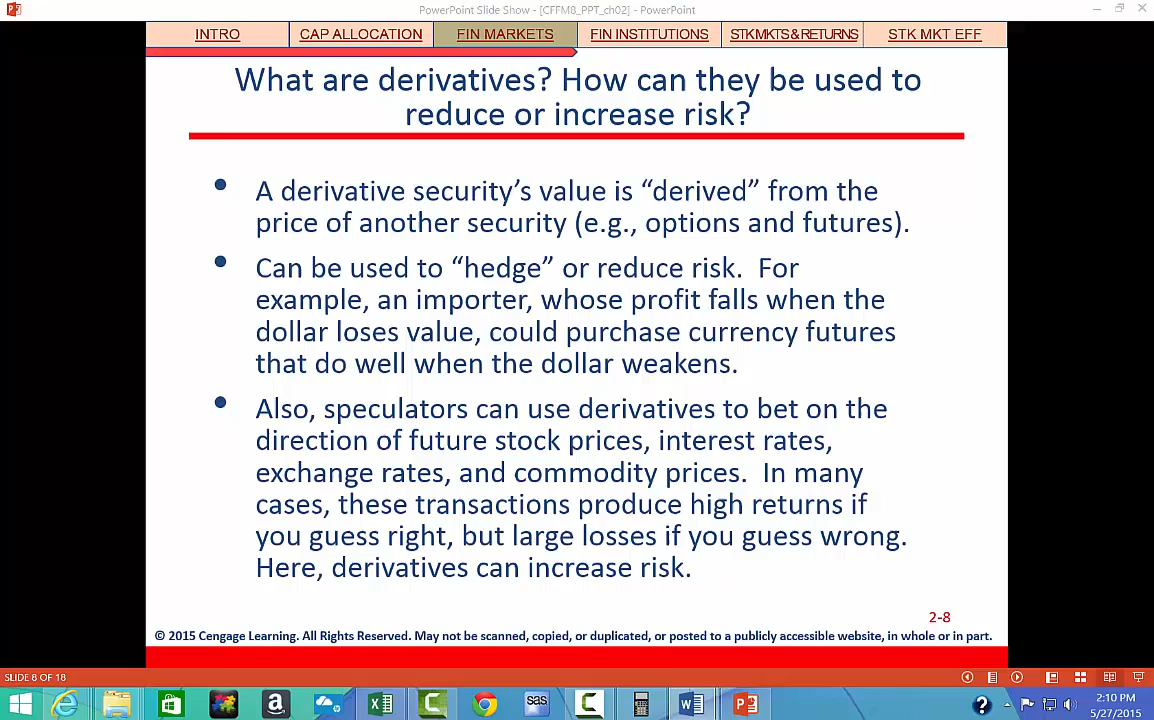 PowerPoint Slide Show - [CFFM8_PPT_ch02] - PowerPoint
INTRO
CAP ALLOCATION
FIN MARKETS
FIN INSTITUTIONS
STK MKTS & RETURNS
STK MKT EFF
What are derivatives? How can they be used to
reduce or increase risk?
• A derivative security’s value is “derived” from the
price of another security (e.g., options and futures).
• Can be used to “hedge” or reduce risk.  For
example, an importer, whose profit falls when the
dollar loses value, could purchase currency futures
that do well when the dollar weakens.
• Also, speculators can use derivatives to bet on the
direction of future stock prices, interest rates,
exchange rates, and commodity prices.  In many
cases, these transactions produce high returns if
you guess right, but large losses if you guess wrong.
Here, derivatives can increase risk.
2-8
© 2015 Cengage Learning. All Rights Reserved. May not be scanned, copied, or duplicated, or posted to a publicly accessible website, in whole or in part.
SLIDE 8 OF 18
sas
2:10 PM
5/27/2015